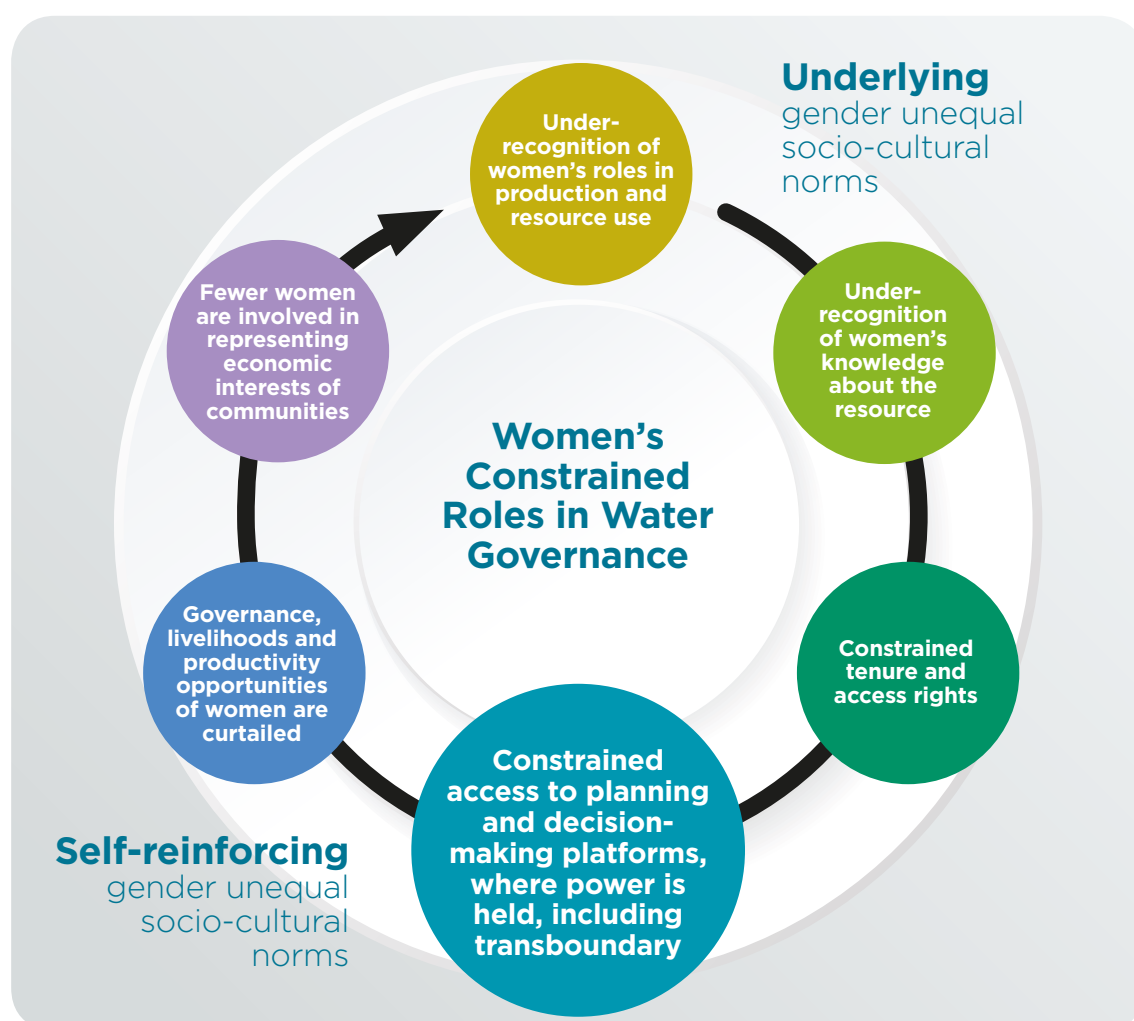 Underlying
gender unequal
socio-cultural
norms
Under-
recognition of
women’s roles in
production and
resource use
Under-
recognition
of women’s
knowledge
about the
resource
Constrained
tenure and
access rights
Constrained
access to planning
and decision-
making platforms,
where power is
held, including
transboundary
Governance,
livelihoods and
productivity
opportunities
of women are
curtailed
Fewer women
are involved in
representing
economic
interests of
communities
Women’s
Constrained
Roles in Water
Governance
Self-reinforcing
gender unequal
socio-cultural
norms